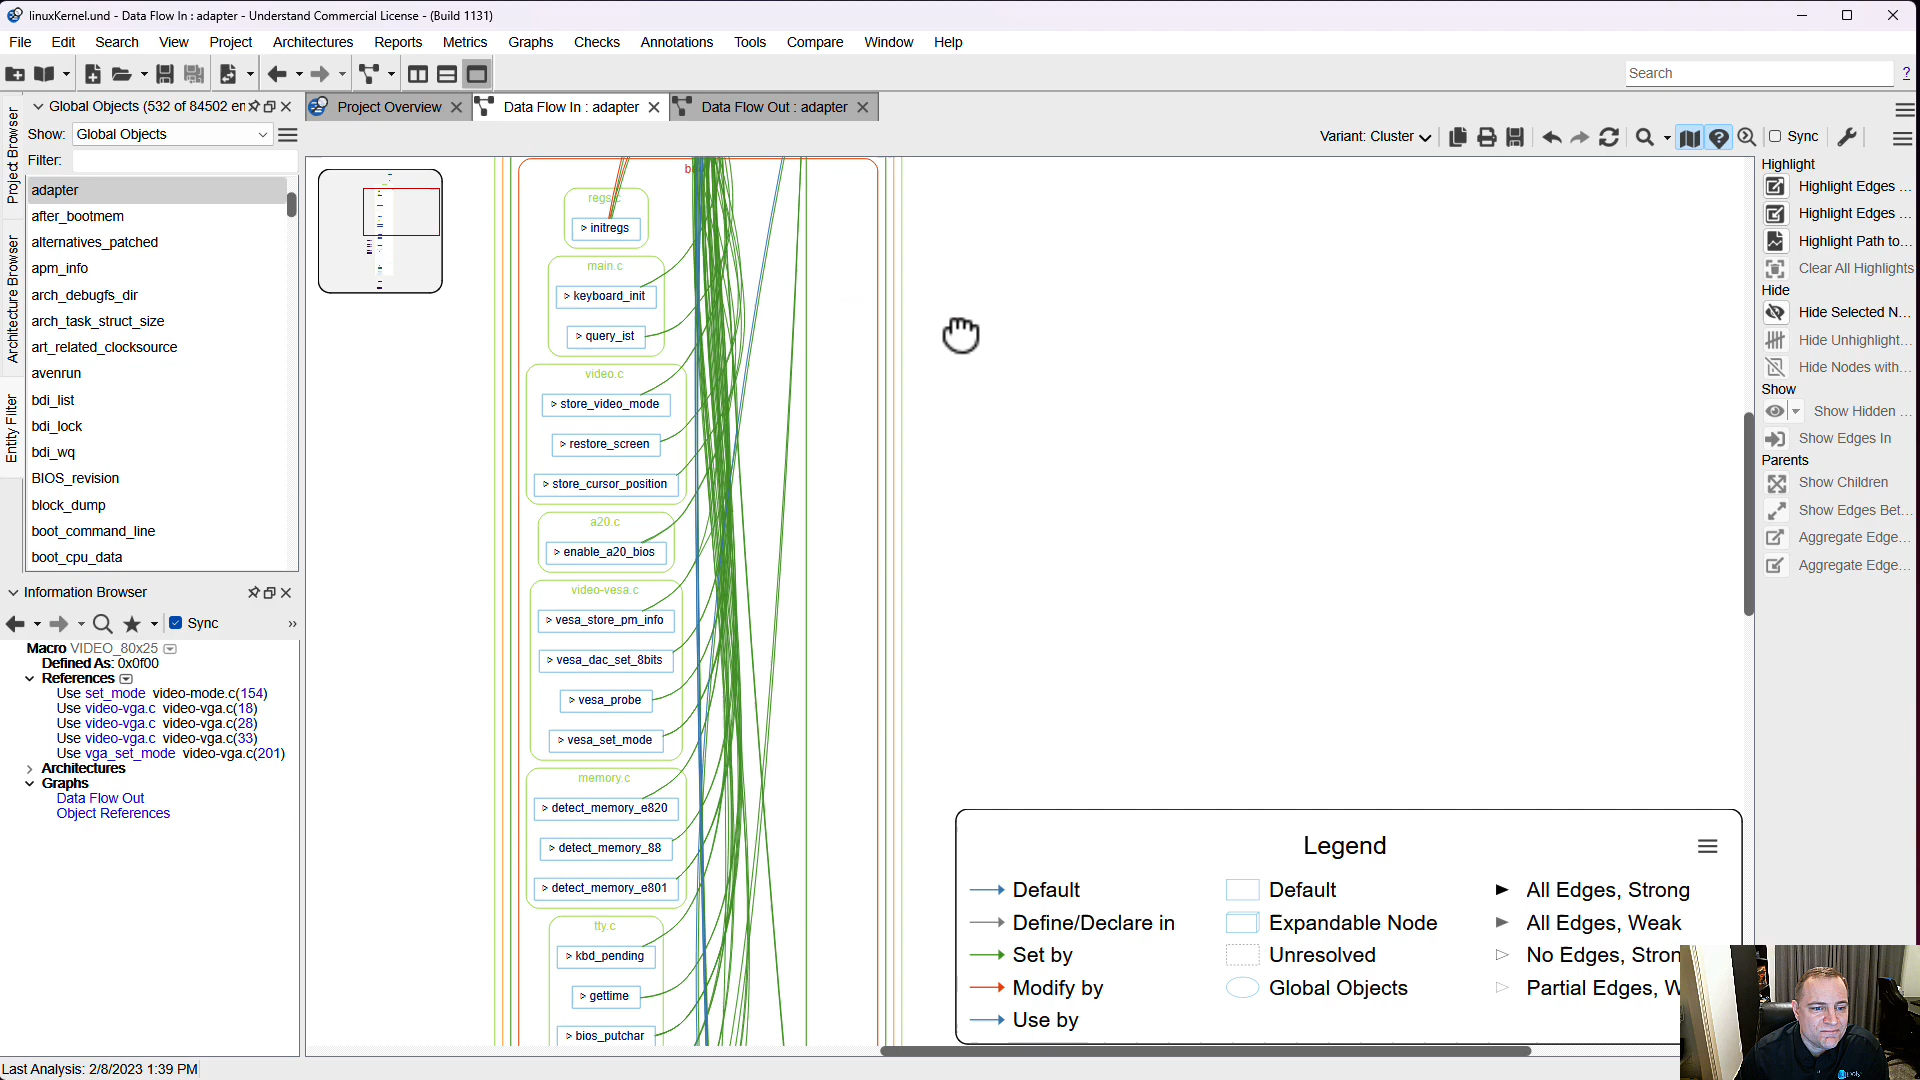 linuxKernel.und - Data Flow In : adapter - Understand Commercial License - (Build 1131)
File Edit Search View Project Architectures Reports Metrics Graphs Checks Annotations Tools Compare Window Help
Search
?
Project Browser
Architecture Browser
Entity Filter
Global Objects (532 of 84502 en
Show: Global Objects
Filter:
adapter
after_bootmem
alternatives_patched
apm_info
arch_debugfs_dir
arch_task_struct_size
art_related_clocksource
avenrun
bdi_list
bdi_lock
bdi_wq
BIOS_revision
block_dump
boot_command_line
boot_cpu_data
Information Browser
Sync
Macro VIDEO_80x25
Defined As: 0x0f00
References
Use set_mode video-mode.c(154)
Use video-vga.c video-vga.c(18)
Use video-vga.c video-vga.c(28)
Use video-vga.c video-vga.c(33)
Use vga_set_mode video-vga.c(201)
Architectures
Graphs
Data Flow Out
Object References
Project Overview
Data Flow In : adapter
Data Flow Out : adapter
Variant: Cluster
Sync
regs.c
> initregs
main.c
> keyboard_init
> query_ist
video.c
> store_video_mode
> restore_screen
> store_cursor_position
a20.c
> enable_a20_bios
video-vesa.c
> vesa_store_pm_info
> vesa_dac_set_8bits
> vesa_probe
> vesa_set_mode
memory.c
> detect_memory_e820
> detect_memory_88
> detect_memory_e801
tty.c
> kbd_pending
> gettime
> bios_putchar
Legend
Default
Define/Declare in
Set by
Modify by
Use by
Default
Expandable Node
Unresolved
Global Objects
All Edges, Strong
All Edges, Weak
No Edges, Stron
Partial Edges, W
Highlight
Highlight Edges ...
Highlight Edges ...
Highlight Path to...
Clear All Highlights
Hide
Hide Selected N...
Hide Unhighlight...
Hide Nodes with...
Show
Show Hidden ...
Show Edges In
Parents
Show Children
Show Edges Bet...
Aggregate Edge...
Aggregate Edge...
Last Analysis: 2/8/2023 1:39 PM